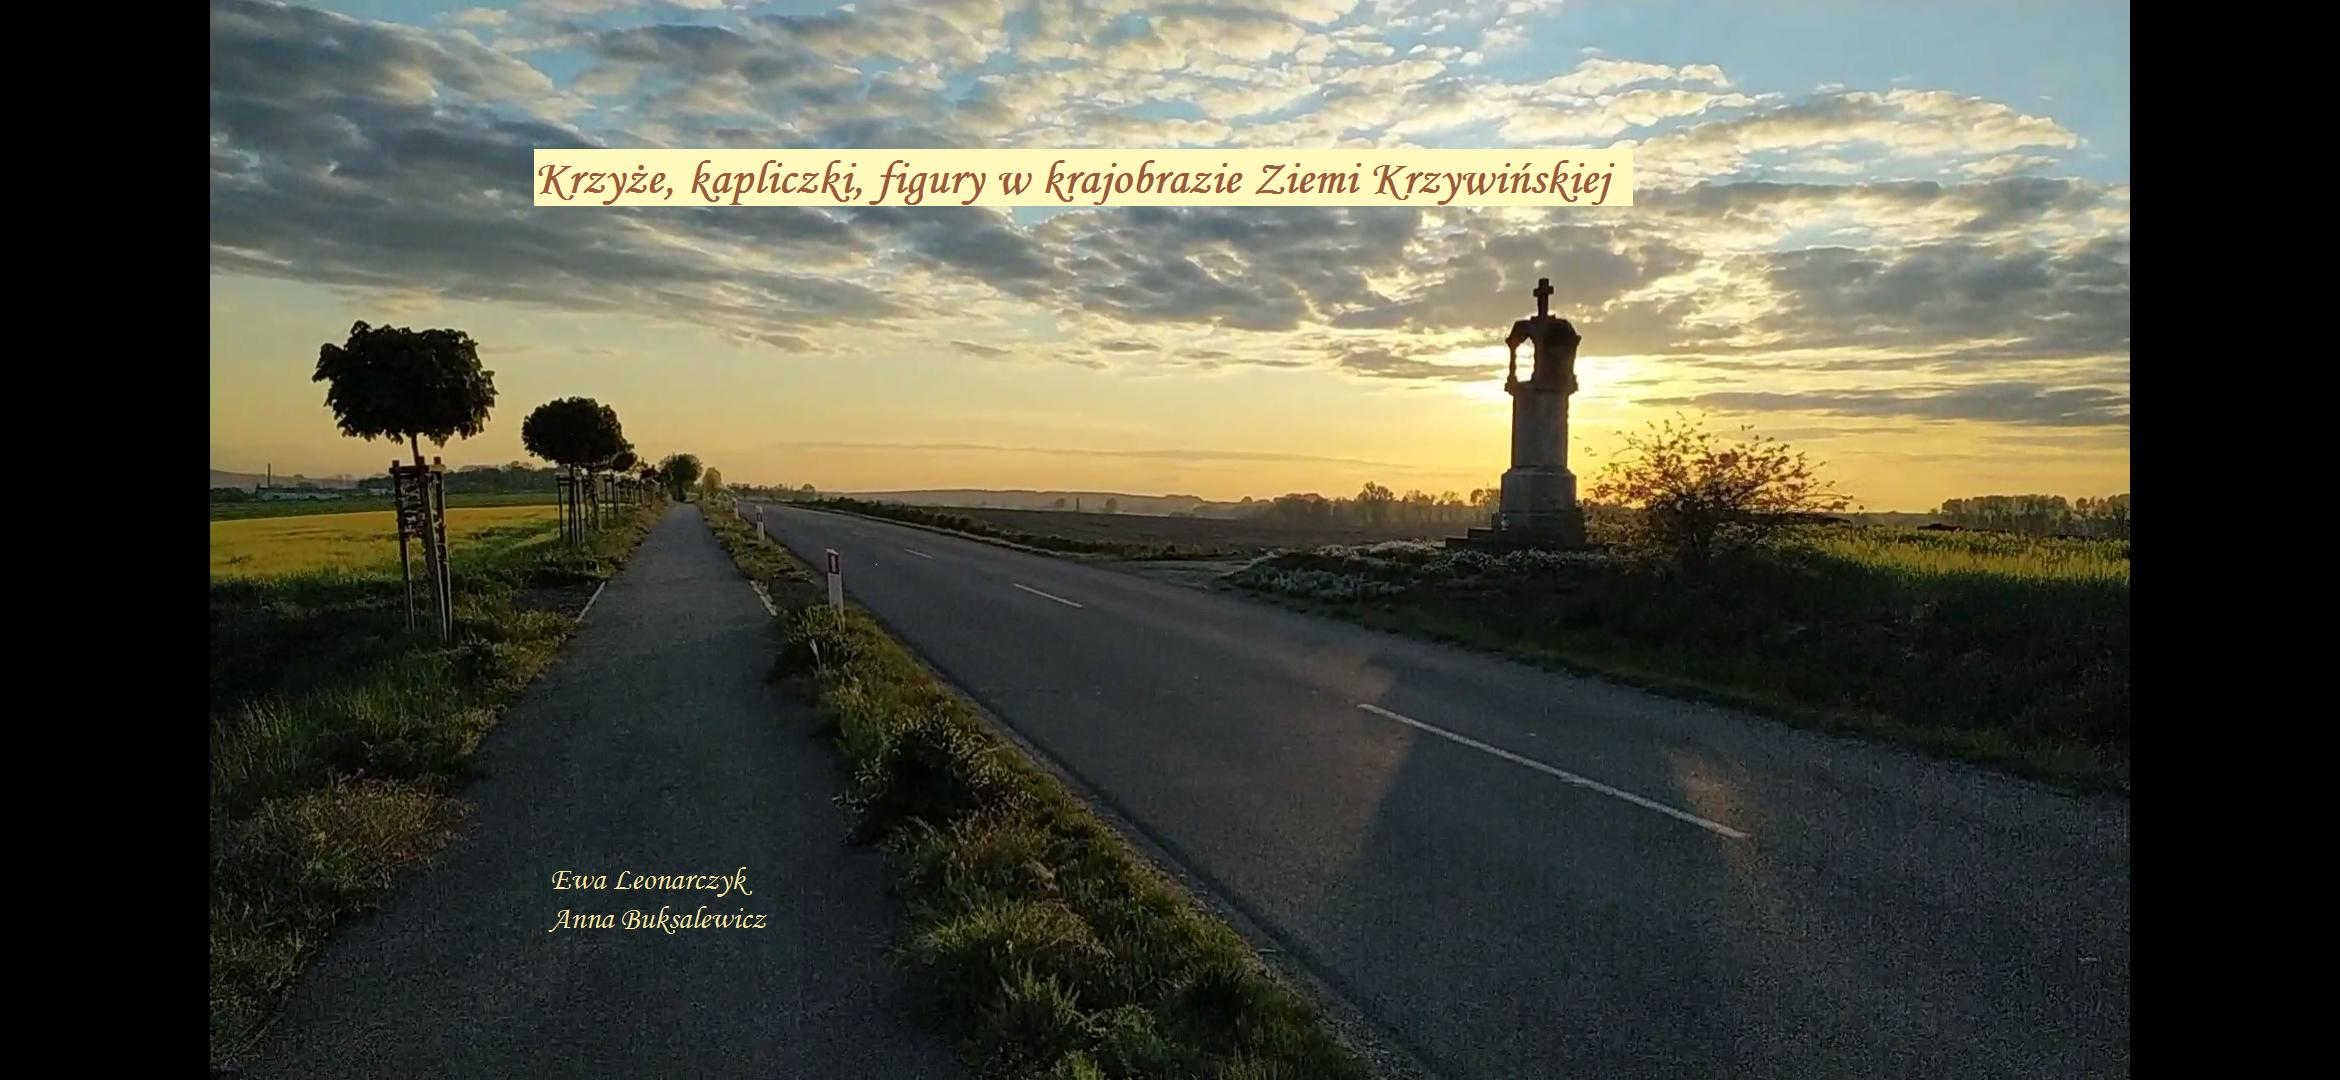 Krzyże, kapliczki, figury w krajobrazie Ziemi Krzywińskiej
Ewa Leonarczyk
Anna Buksalewicz